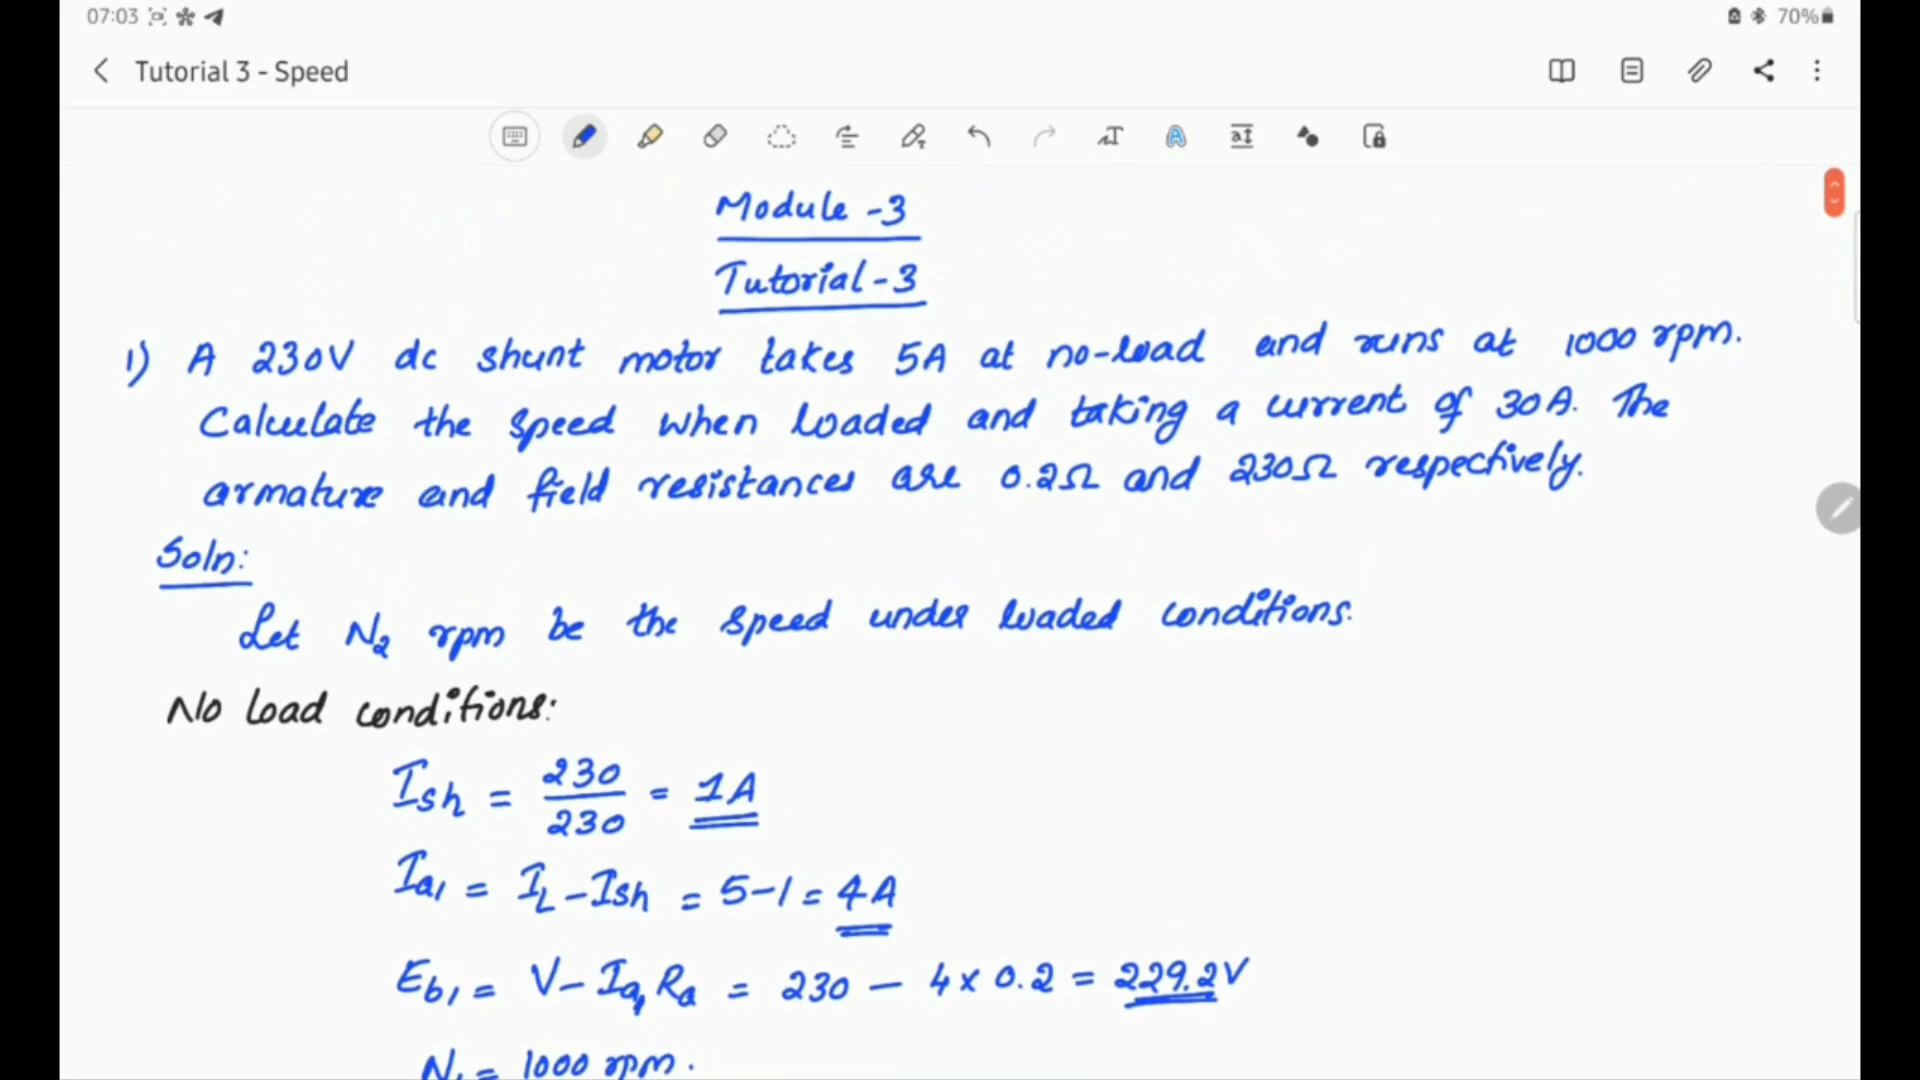 07:03 70%
Tutorial 3 - Speed
Module -3
Tutorial -3
1) A 230V dc shunt motor takes 5A at no-load and runs at 1000 rpm.
Calculate the speed when loaded and taking a current of 30A. The
armature and field resistances are 0.2Ω and 230Ω respectively.
Soln:
Let N₂ rpm be the speed under loaded conditions.
No load conditions:
Ish = 230/230 = 1A
Ia1 = IL - Ish = 5-1 = 4A
Eb1 = V - Ia1 Ra = 230 - 4 x 0.2 = 229.2V
N1 = 1000 rpm.